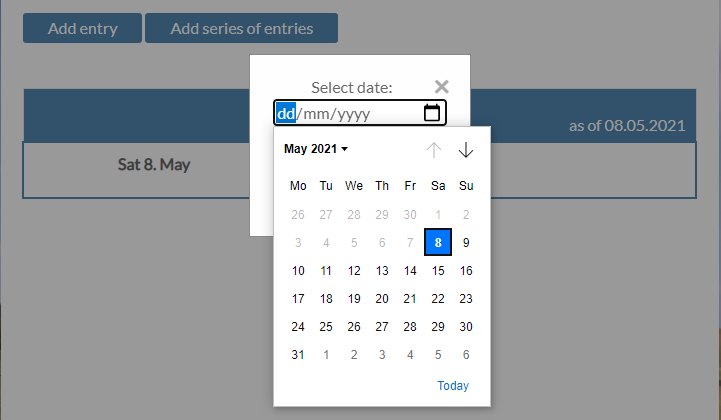 Add entry Add series of entries
Select date:
dd/mm/yyyy
as of 08.05.2021
Sat 8. May
May 2021
Mo Tu We Th Fr Sa Su
26 27 28 29 30 1 2
3 4 5 6 7 8 9
10 11 12 13 14 15 16
17 18 19 20 21 22 23
24 25 26 27 28 29 30
31 1 2 3 4 5 6
Today